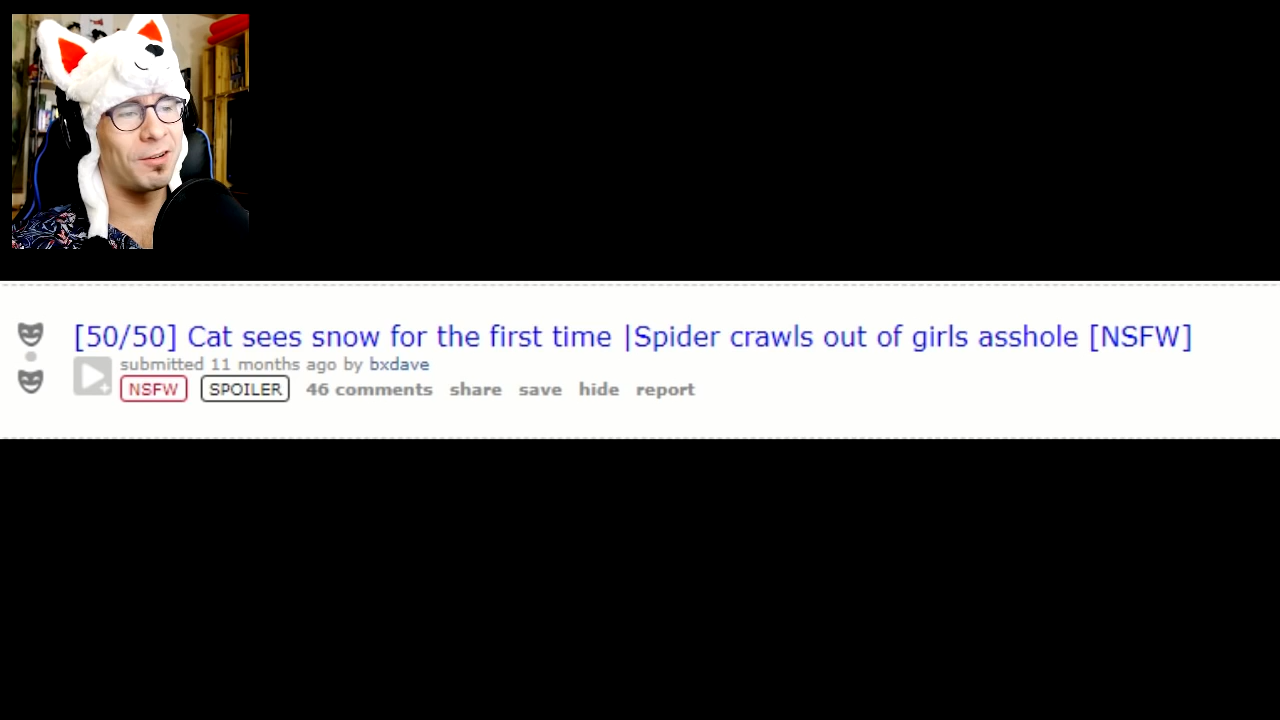 [50/50] Cat sees snow for the first time |Spider crawls out of girls asshole [NSFW]
submitted 11 months ago by bxdave
NSFW SPOILER 46 comments share save hide report